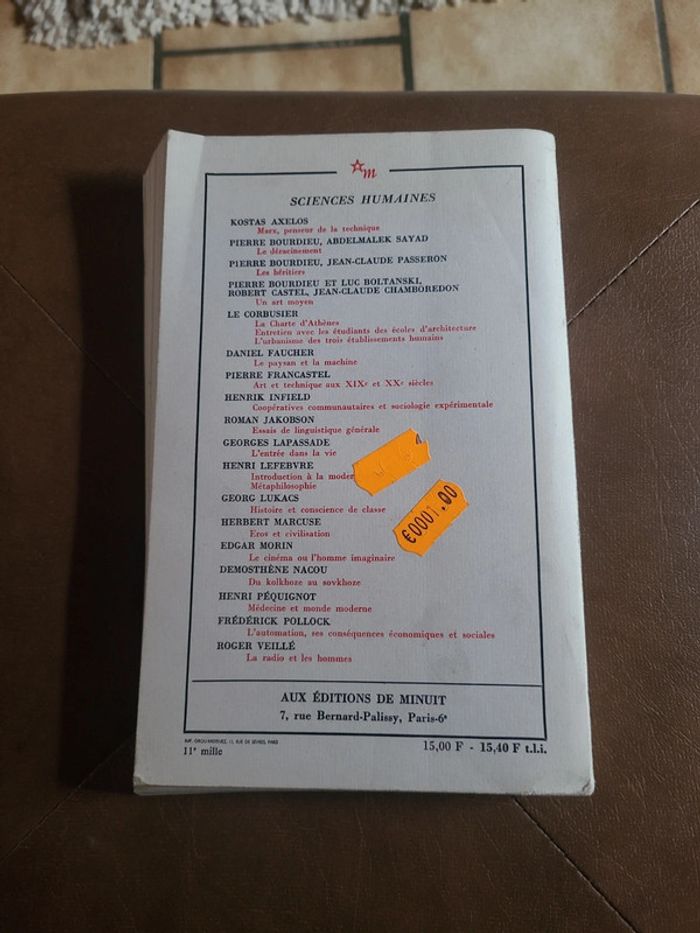 m
SCIENCES HUMAINES
KOSTAS AXELOS
Marx, penseur de la technique
PIERRE BOURDIEU, ABDELMALEK SAYAD
Le déracinement
PIERRE BOURDIEU, JEAN-CLAUDE PASSERON
Les héritiers
PIERRE BOURDIEU ET LUC BOLTANSKI,
ROBERT CASTEL, JEAN-CLAUDE CHAMBOREDON
Un art moyen
LE CORBUSIER
La Charte d'Athènes
Entretien avec les étudiants des écoles d'architecture
L'urbanisme des trois établissements humains
DANIEL FAUCHER
Le paysan et la machine
PIERRE FRANCASTEL
Art et technique aux XIXe et XXe siècles
HENRIK INFIELD
Coopératives communautaires et sociologie expérimentale
ROMAN JAKOBSON
Essais de linguistique générale
GEORGES LAPASSADE
L'entrée dans la vie
HENRI LEFEBVRE
Introduction à la moder
Métaphilosophie
GEORG LUKACS
Histoire et conscience de classe
€0001.00
HERBERT MARCUSE
Eros et civilisation
EDGAR MORIN
Le cinéma ou l'homme imaginaire
DEMOSTHÈNE NACOU
Du kolkhoze au sovkhoze
HENRI PÉQUIGNOT
Médecine et monde moderne
FRÉDÉRICK POLLOCK
L'automation, ses conséquences économiques et sociales
ROGER VEILLÉ
La radio et les hommes
AUX ÉDITIONS DE MINUIT
7, rue Bernard-Palissy, Paris-6e
11e mille
15,00 F - 15,40 F t.l.i.